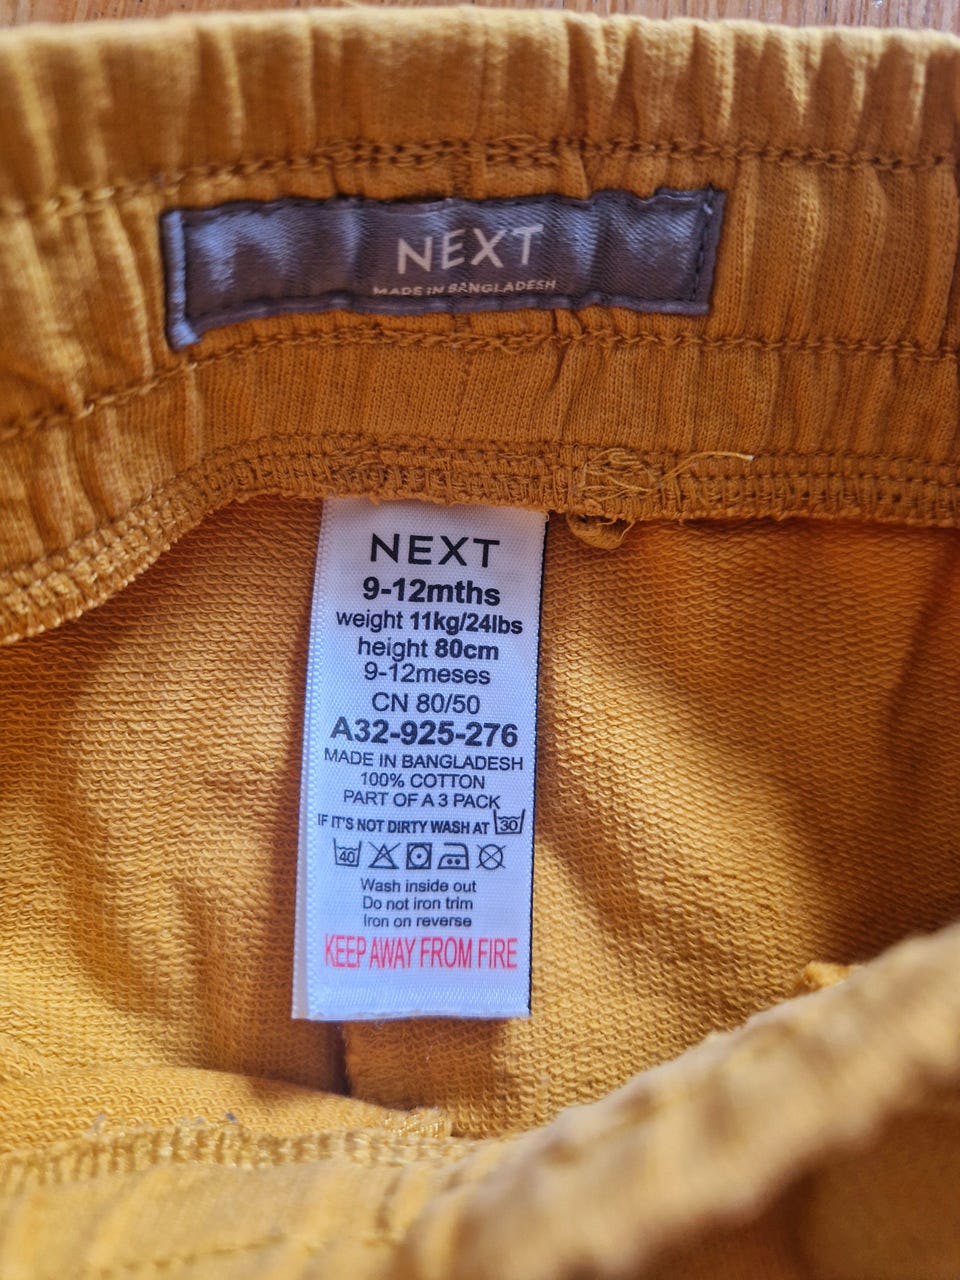 NEXT
MADE IN BANGLADESH
NEXT
9-12mths
weight 11kg/24lbs
height 80cm
9-12meses
CN 80/50
A32-925-276
MADE IN BANGLADESH
100% COTTON
PART OF A 3 PACK
IF IT'S NOT DIRTY WASH AT 30
40
Wash inside out
Do not iron trim
Iron on reverse
KEEP AWAY FROM FIRE